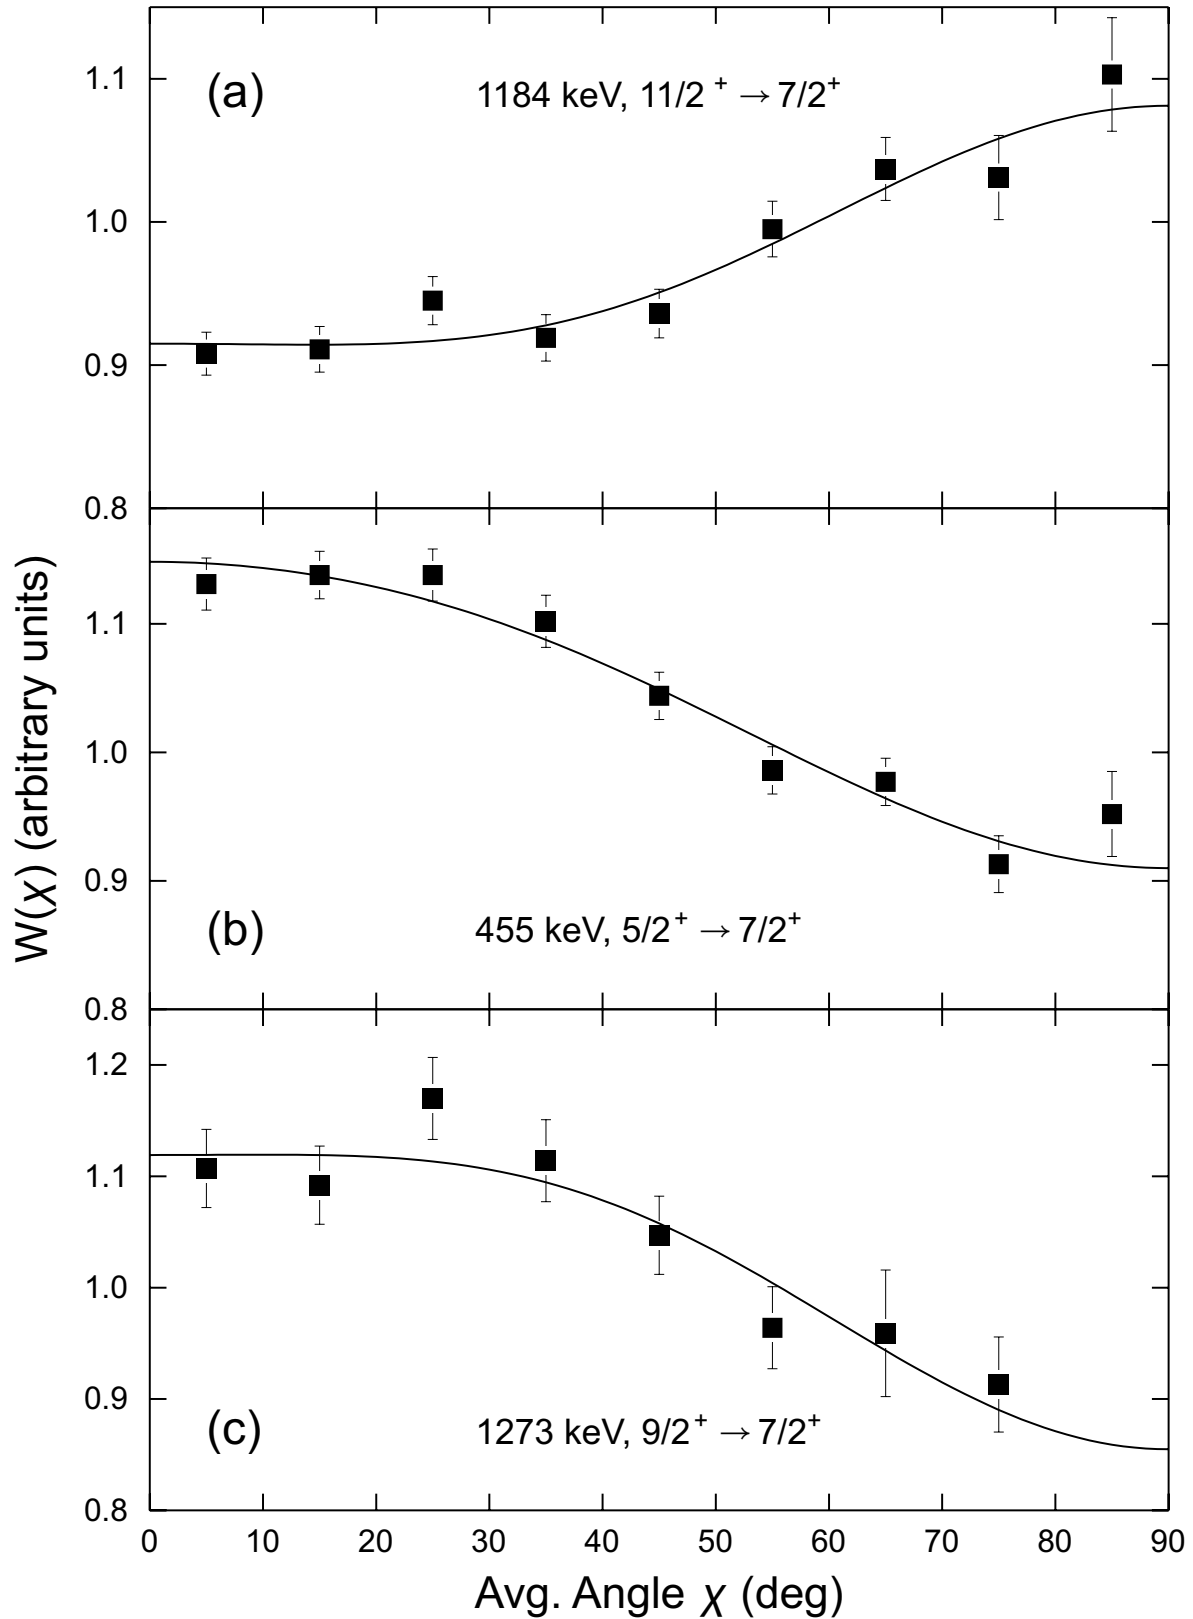 1.1
(a)
1184 keV, 11/2 + → 7/2+
1.0
0.9
0.8
1.1
1.0
0.9
(b)
455 keV, 5/2+ → 7/2+
0.8
1.2
1.1
1.0
0.9
(c)
1273 keV, 9/2+ → 7/2+
0.8
0 10 20 30 40 50 60 70 80 90
Avg. Angle χ (deg)
W(χ) (arbitrary units)